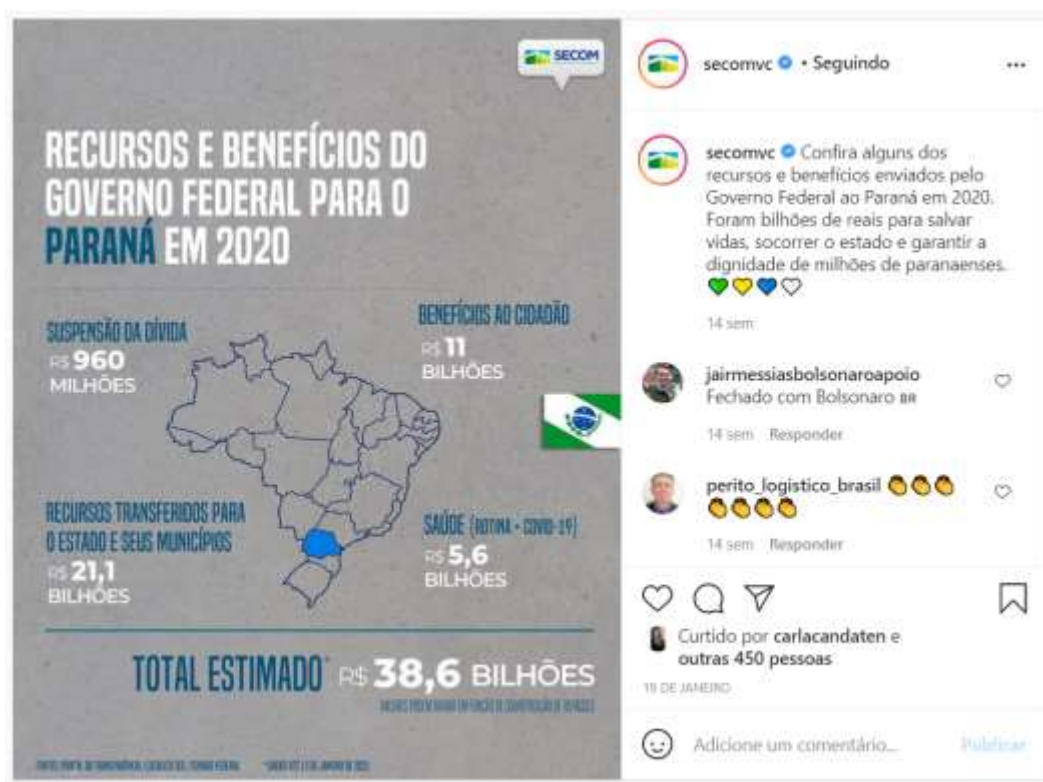 SECOM
RECURSOS E BENEFÍCIOS DO
GOVERNO FEDERAL PARA O
PARANÁ EM 2020
SUSPENSÃO DA DÍVIDA
R$ 960
MILHÕES
BENEFÍCIOS AO CIDADÃO
R$ 11
BILHÕES
RECURSOS TRANSFERIDOS PARA
O ESTADO E SEUS MUNICÍPIOS
R$ 21,1
BILHÕES
SAÚDE (ROTINA + COVID-19)
R$ 5,6
BILHÕES
TOTAL ESTIMADO* R$ 38,6 BILHÕES
secomvc • Seguindo
secomvc Confira alguns dos
recursos e benefícios enviados pelo
Governo Federal ao Paraná em 2020.
Foram bilhões de reais para salvar
vidas, socorrer o estado e garantir a
dignidade de milhões de paranaenses.
💚💛💙🤍
14 sem
jairmessiasbolsonaroapoio
Fechado com Bolsonaro BR
14 sem Responder
perito_logistico_brasil 👏👏👏
👏👏👏👏
14 sem Responder
Curtido por carlacandaten e
outras 450 pessoas
19 DE JANEIRO
Adicione um comentário... Publicar